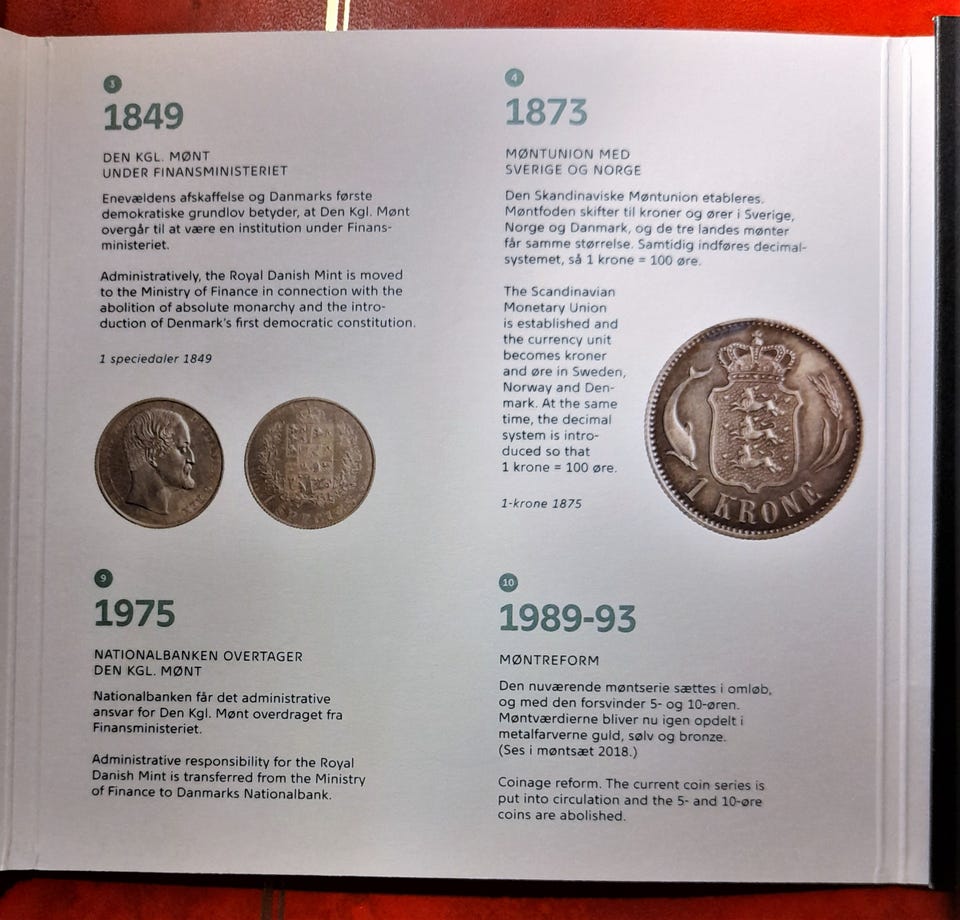 3
1849
DEN KGL. MØNT
UNDER FINANSMINISTERIET
Enevældens afskaffelse og Danmarks første
demokratiske grundlov betyder, at Den Kgl. Mønt
overgår til at være en institution under Finans-
ministeriet.
Administratively, the Royal Danish Mint is moved
to the Ministry of Finance in connection with the
abolition of absolute monarchy and the intro-
duction of Denmark's first democratic constitution.
1 speciedaler 1849
4
1873
MØNTUNION MED
SVERIGE OG NORGE
Den Skandinaviske Møntunion etableres.
Møntfoden skifter til kroner og ører i Sverige,
Norge og Danmark, og de tre landes mønter
får samme størrelse. Samtidig indføres decimal-
systemet, så 1 krone = 100 øre.
The Scandinavian
Monetary Union
is established and
the currency unit
becomes kroner
and øre in Sweden,
Norway and Den-
mark. At the same
time, the decimal
system is intro-
duced so that
1 krone = 100 øre.
1-krone 1875
1 KRONE
9
1975
NATIONALBANKEN OVERTAGER
DEN KGL. MØNT
Nationalbanken får det administrative
ansvar for Den Kgl. Mønt overdraget fra
Finansministeriet.
Administrative responsibility for the Royal
Danish Mint is transferred from the Ministry
of Finance to Danmarks Nationalbank.
10
1989-93
MØNTREFORM
Den nuværende møntserie sættes i omløb,
og med den forsvinder 5- og 10-øren.
Møntværdierne bliver nu igen opdelt i
metalfarverne guld, sølv og bronze.
(Ses i møntsæt 2018.)
Coinage reform. The current coin series is
put into circulation and the 5- and 10-øre
coins are abolished.